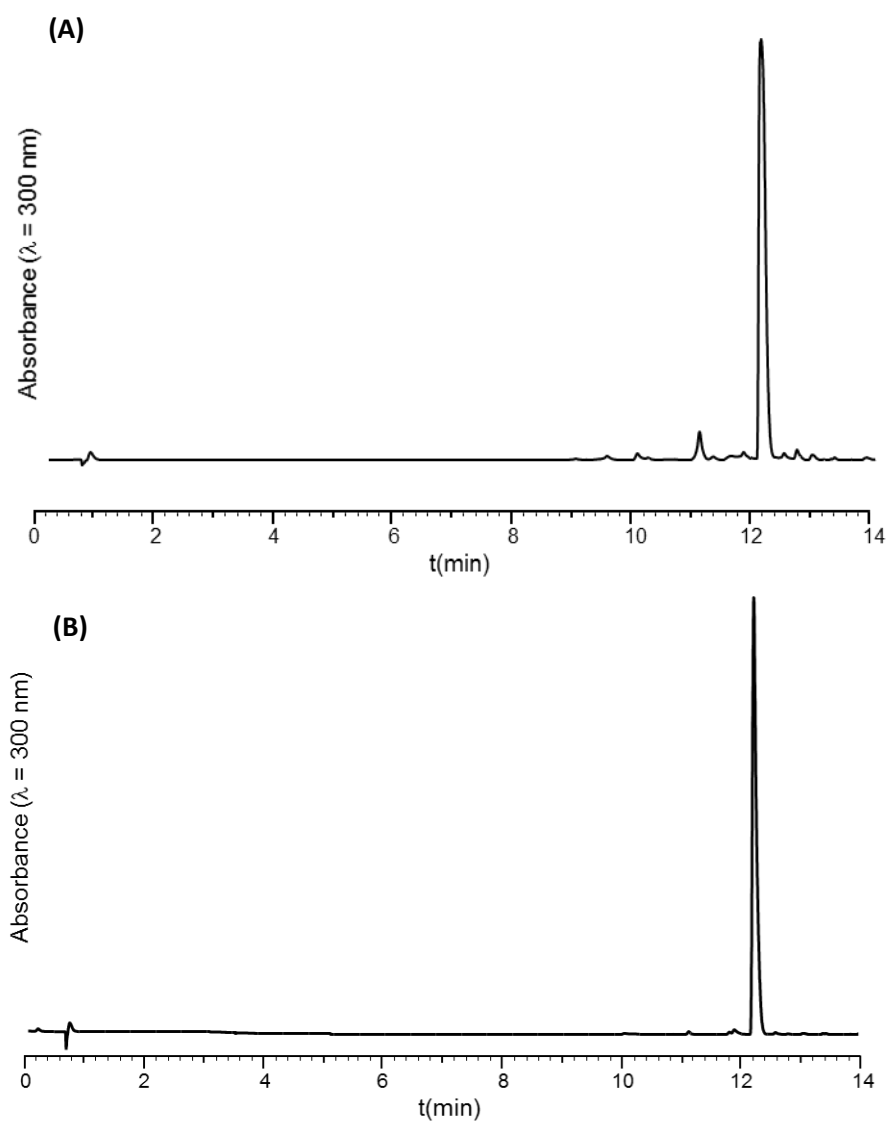 (A)
Absorbance (λ = 300 nm)
0 2 4 6 8 10 12 14
t(min)
(B)
Absorbance (λ = 300 nm)
0 2 4 6 8 10 12 14
t(min)